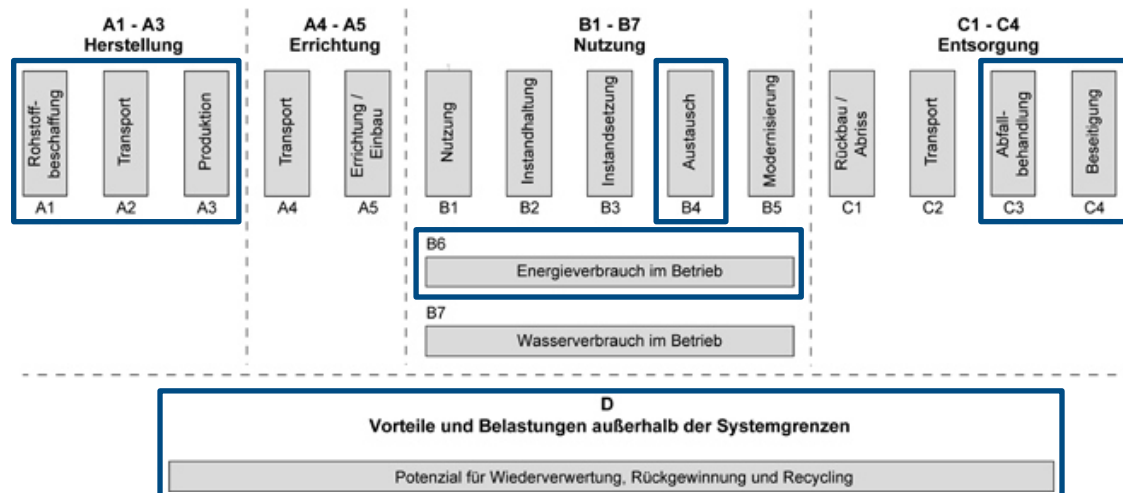 A1 - A3
Herstellung
A4 - A5
Errichtung
B1 - B7
Nutzung
C1 - C4
Entsorgung
Rohstoff-
beschaffung
Transport
Produktion
Transport
Errichtung /
Einbau
Nutzung
Instandhaltung
Instandsetzung
Austausch
Modernisierung
Rückbau /
Abriss
Transport
Abfall-
behandlung
Beseitigung
A1
A2
A3
A4
A5
B1
B2
B3
B4
B5
C1
C2
C3
C4
B6
Energieverbrauch im Betrieb
B7
Wasserverbrauch im Betrieb
D
Vorteile und Belastungen außerhalb der Systemgrenzen
Potenzial für Wiederverwertung, Rückgewinnung und Recycling